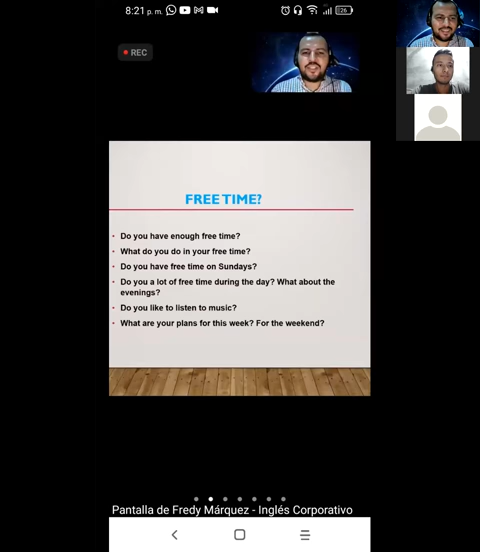 8:21 p. m.
26
REC
FREE TIME?
• Do you have enough free time?
• What do you do in your free time?
• Do you have free time on Sundays?
• Do you a lot of free time during the day? What about the
evenings?
• Do you like to listen to music?
• What are your plans for this week? For the weekend?
Pantalla de Fredy Márquez - Inglés Corporativo